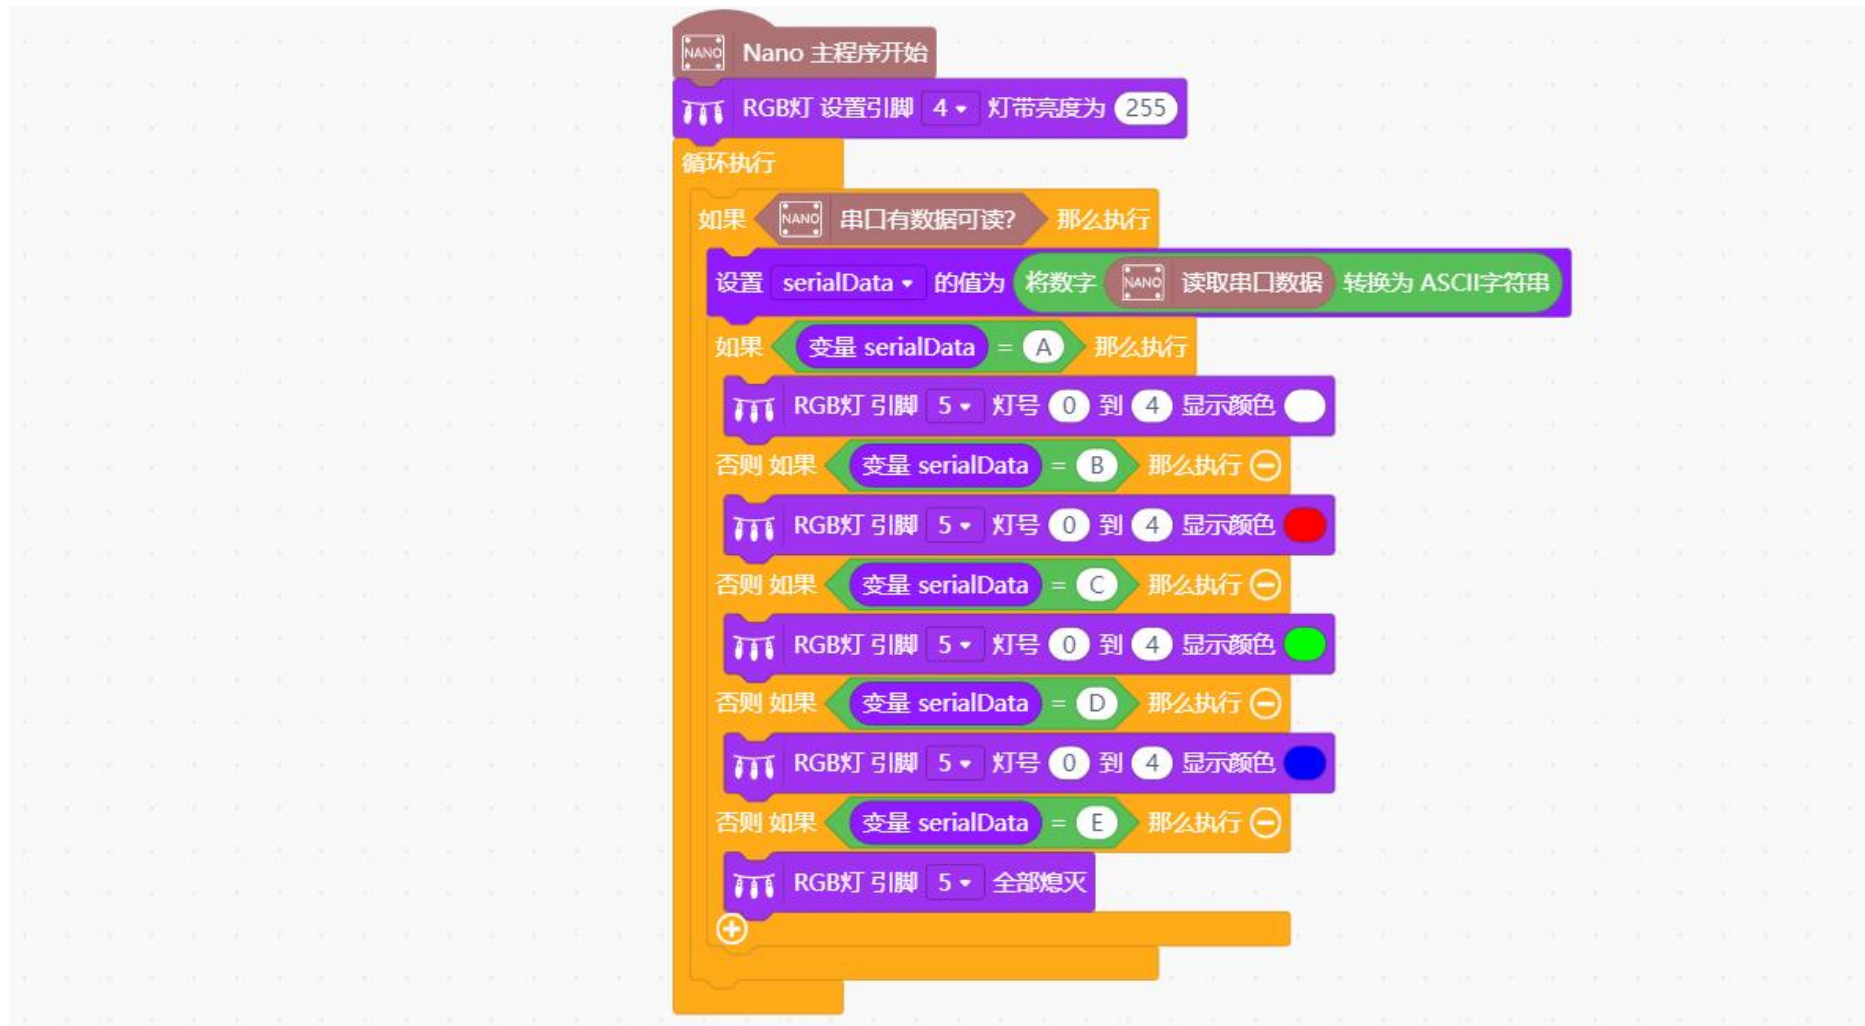 NANO Nano 主程序开始
RGB灯 设置引脚 4 灯带亮度为 255
循环执行
如果 NANO 串口有数据可读? 那么执行
设置 serialData 的值为 将数字 NANO 读取串口数据 转换为 ASCII字符串
如果 变量 serialData = A 那么执行
RGB灯 引脚 5 灯号 0 到 4 显示颜色
否则 如果 变量 serialData = B 那么执行
RGB灯 引脚 5 灯号 0 到 4 显示颜色
否则 如果 变量 serialData = C 那么执行
RGB灯 引脚 5 灯号 0 到 4 显示颜色
否则 如果 变量 serialData = D 那么执行
RGB灯 引脚 5 灯号 0 到 4 显示颜色
否则 如果 变量 serialData = E 那么执行
RGB灯 引脚 5 全部熄灭